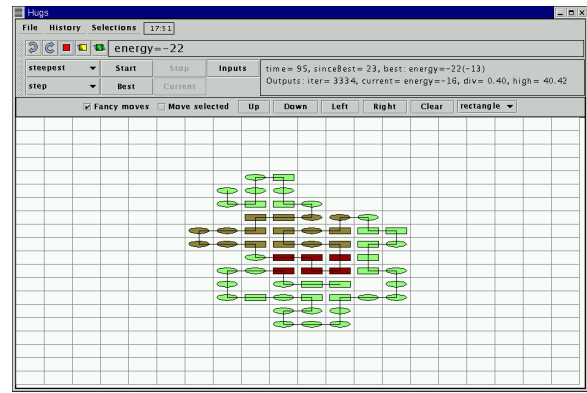 Hugs
File History Selections 17:51
energy=-22
steepest Start Stop Inputs
time= 95, sinceBest= 23, best: energy=-22(-13)
Outputs: iter= 3334, current= energy=-16, div= 0.40, high= 40.42
step Best Current
Fancy moves Move selected Up Down Left Right Clear rectangle